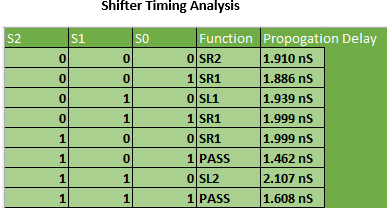 Shifter Timing Analysis
S2 S1 S0 Function Propogation Delay
0 0 0 SR2 1.910 nS
0 0 1 SR1 1.886 nS
0 1 0 SL1 1.939 nS
0 1 1 SR1 1.999 nS
1 0 0 SR1 1.999 nS
1 0 1 PASS 1.462 nS
1 1 0 SL2 2.107 nS
1 1 1 PASS 1.608 nS